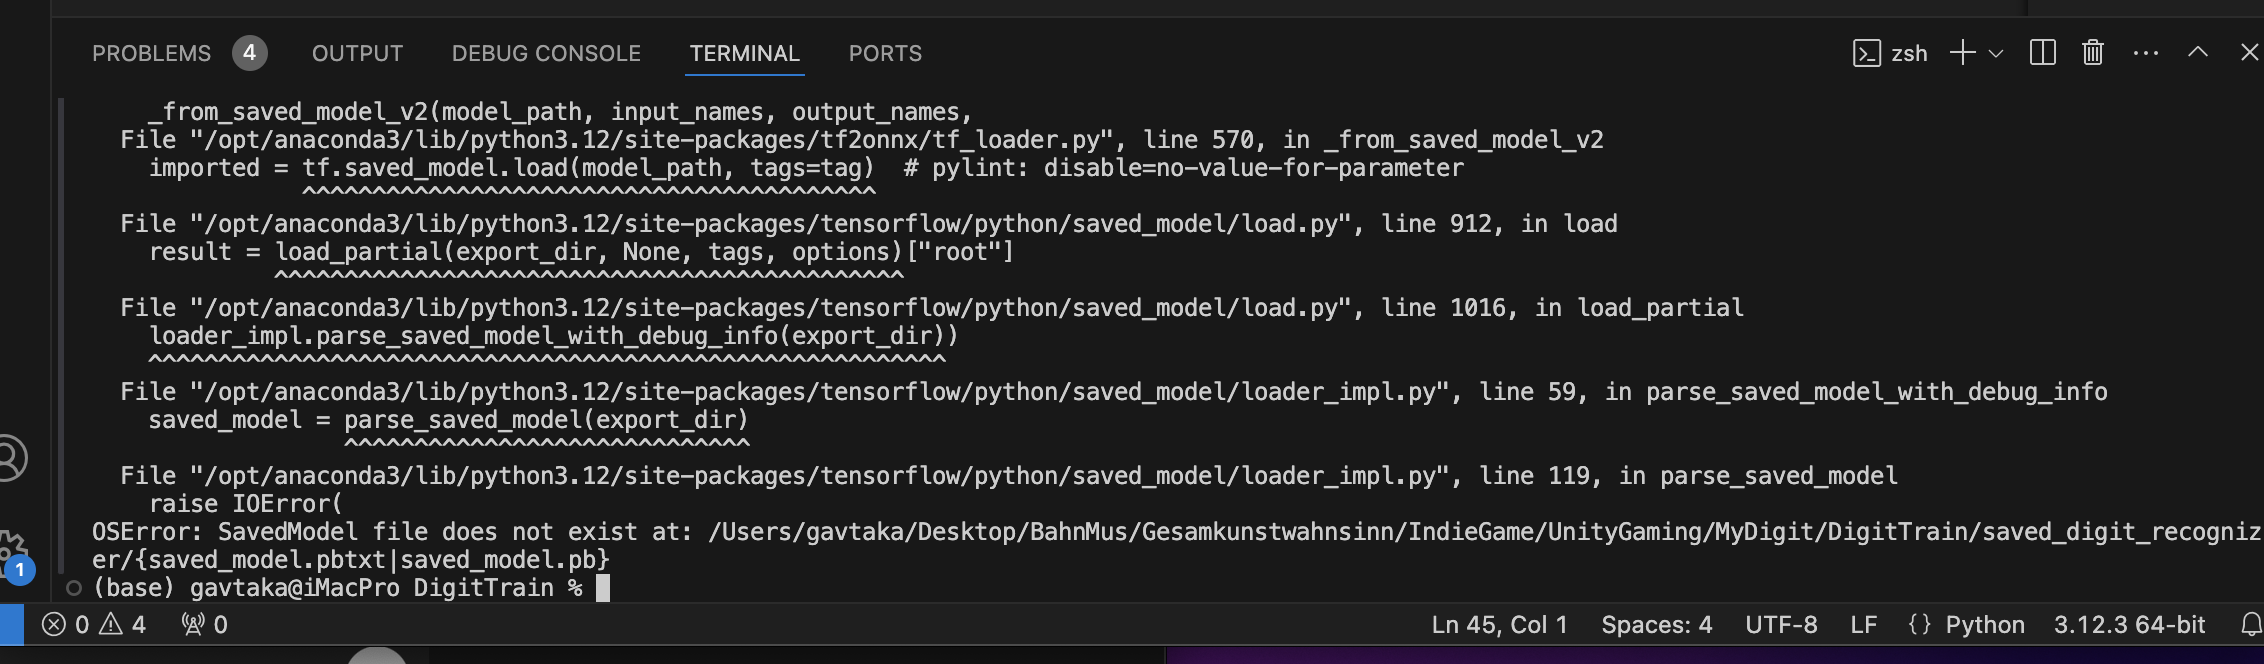 PROBLEMS 4 OUTPUT DEBUG CONSOLE TERMINAL PORTS zsh
_from_saved_model_v2(model_path, input_names, output_names,
File "/opt/anaconda3/lib/python3.12/site-packages/tf2onnx/tf_loader.py", line 570, in _from_saved_model_v2
imported = tf.saved_model.load(model_path, tags=tag)  # pylint: disable=no-value-for-parameter
^^^^^^^^^^^^^^^^^^^^^^^^^^^^^^^^^^^^^^^^^
File "/opt/anaconda3/lib/python3.12/site-packages/tensorflow/python/saved_model/load.py", line 912, in load
result = load_partial(export_dir, None, tags, options)["root"]
^^^^^^^^^^^^^^^^^^^^^^^^^^^^^^^^^^^^^^^^^^^^^
File "/opt/anaconda3/lib/python3.12/site-packages/tensorflow/python/saved_model/load.py", line 1016, in load_partial
loader_impl.parse_saved_model_with_debug_info(export_dir))
^^^^^^^^^^^^^^^^^^^^^^^^^^^^^^^^^^^^^^^^^^^^^^^^^^^^^^^^^
File "/opt/anaconda3/lib/python3.12/site-packages/tensorflow/python/saved_model/loader_impl.py", line 59, in parse_saved_model_with_debug_info
saved_model = parse_saved_model(export_dir)
^^^^^^^^^^^^^^^^^^^^^^^^^^^^^
File "/opt/anaconda3/lib/python3.12/site-packages/tensorflow/python/saved_model/loader_impl.py", line 119, in parse_saved_model
raise IOError(
OSError: SavedModel file does not exist at: /Users/gavtaka/Desktop/BahnMus/Gesamkunstwahnsinn/IndieGame/UnityGaming/MyDigit/DigitTrain/saved_digit_recogniz
er/{saved_model.pbtxt|saved_model.pb}
1
(base) gavtaka@iMacPro DigitTrain %
0 4 0 Ln 45, Col 1 Spaces: 4 UTF-8 LF {} Python 3.12.3 64-bit